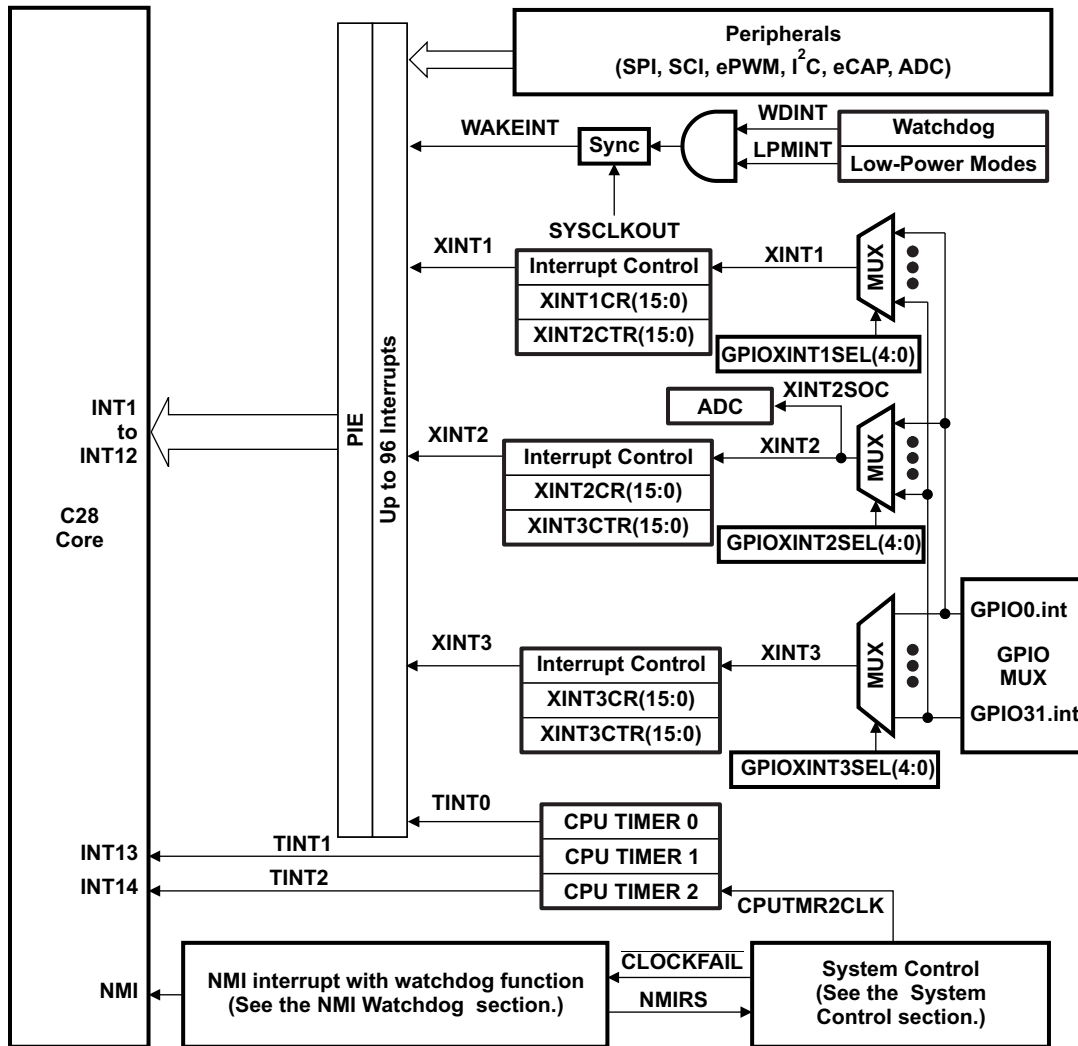 Peripherals
(SPI, SCI, ePWM, I²C, eCAP, ADC)
WDINT
Watchdog
WAKEINT
Sync
LPMINT
Low-Power Modes
SYSCLKOUT
XINT1
Interrupt Control
XINT1
MUX
XINT1CR(15:0)
XINT2CTR(15:0)
GPIOXINT1SEL(4:0)
XINT2SOC
ADC
INT1
to
INT12
PIE
Up to 96 Interrupts
XINT2
Interrupt Control
XINT2
MUX
XINT2CR(15:0)
C28
Core
XINT3CTR(15:0)
GPIOXINT2SEL(4:0)
GPIO0.int
XINT3
Interrupt Control
XINT3
MUX
GPIO
MUX
XINT3CR(15:0)
XINT3CTR(15:0)
GPIO31.int
GPIOXINT3SEL(4:0)
TINT0
CPU TIMER 0
INT13
TINT1
CPU TIMER 1
INT14
TINT2
CPU TIMER 2
CPUTMR2CLK
NMI
NMI interrupt with watchdog function
(See the NMI Watchdog section.)
CLOCKFAIL
NMIRS
System Control
(See the System
Control section.)